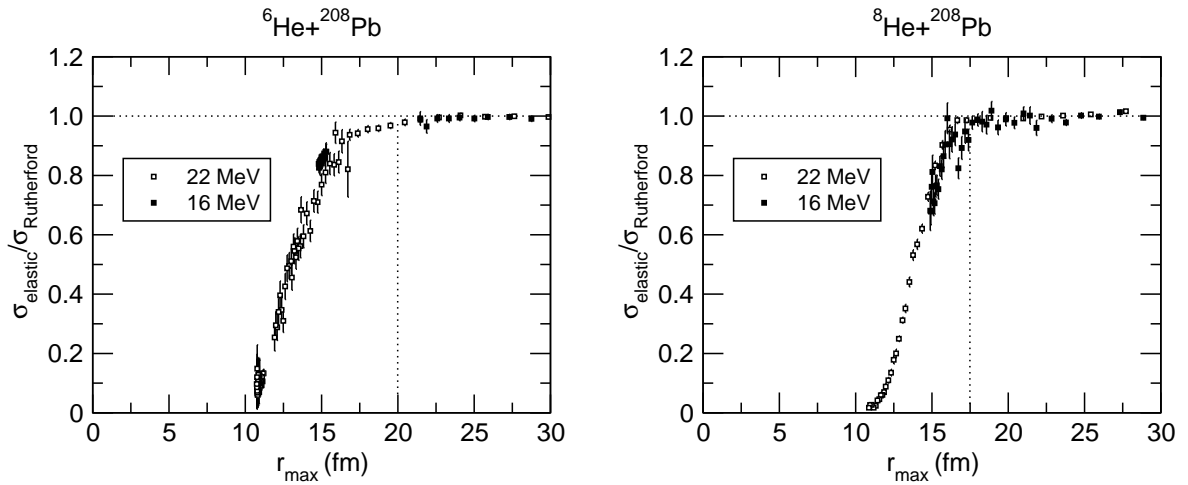 ⁶He+²⁰⁸Pb
σelastic/σRutherford
1.2
1.0
0.8
0.6
0.4
0.2
0
22 MeV
16 MeV
0 5 10 15 20 25 30
rmax (fm)
⁸He+²⁰⁸Pb
σelastic/σRutherford
1.2
1.0
0.8
0.6
0.4
0.2
0
22 MeV
16 MeV
0 5 10 15 20 25 30
rmax (fm)